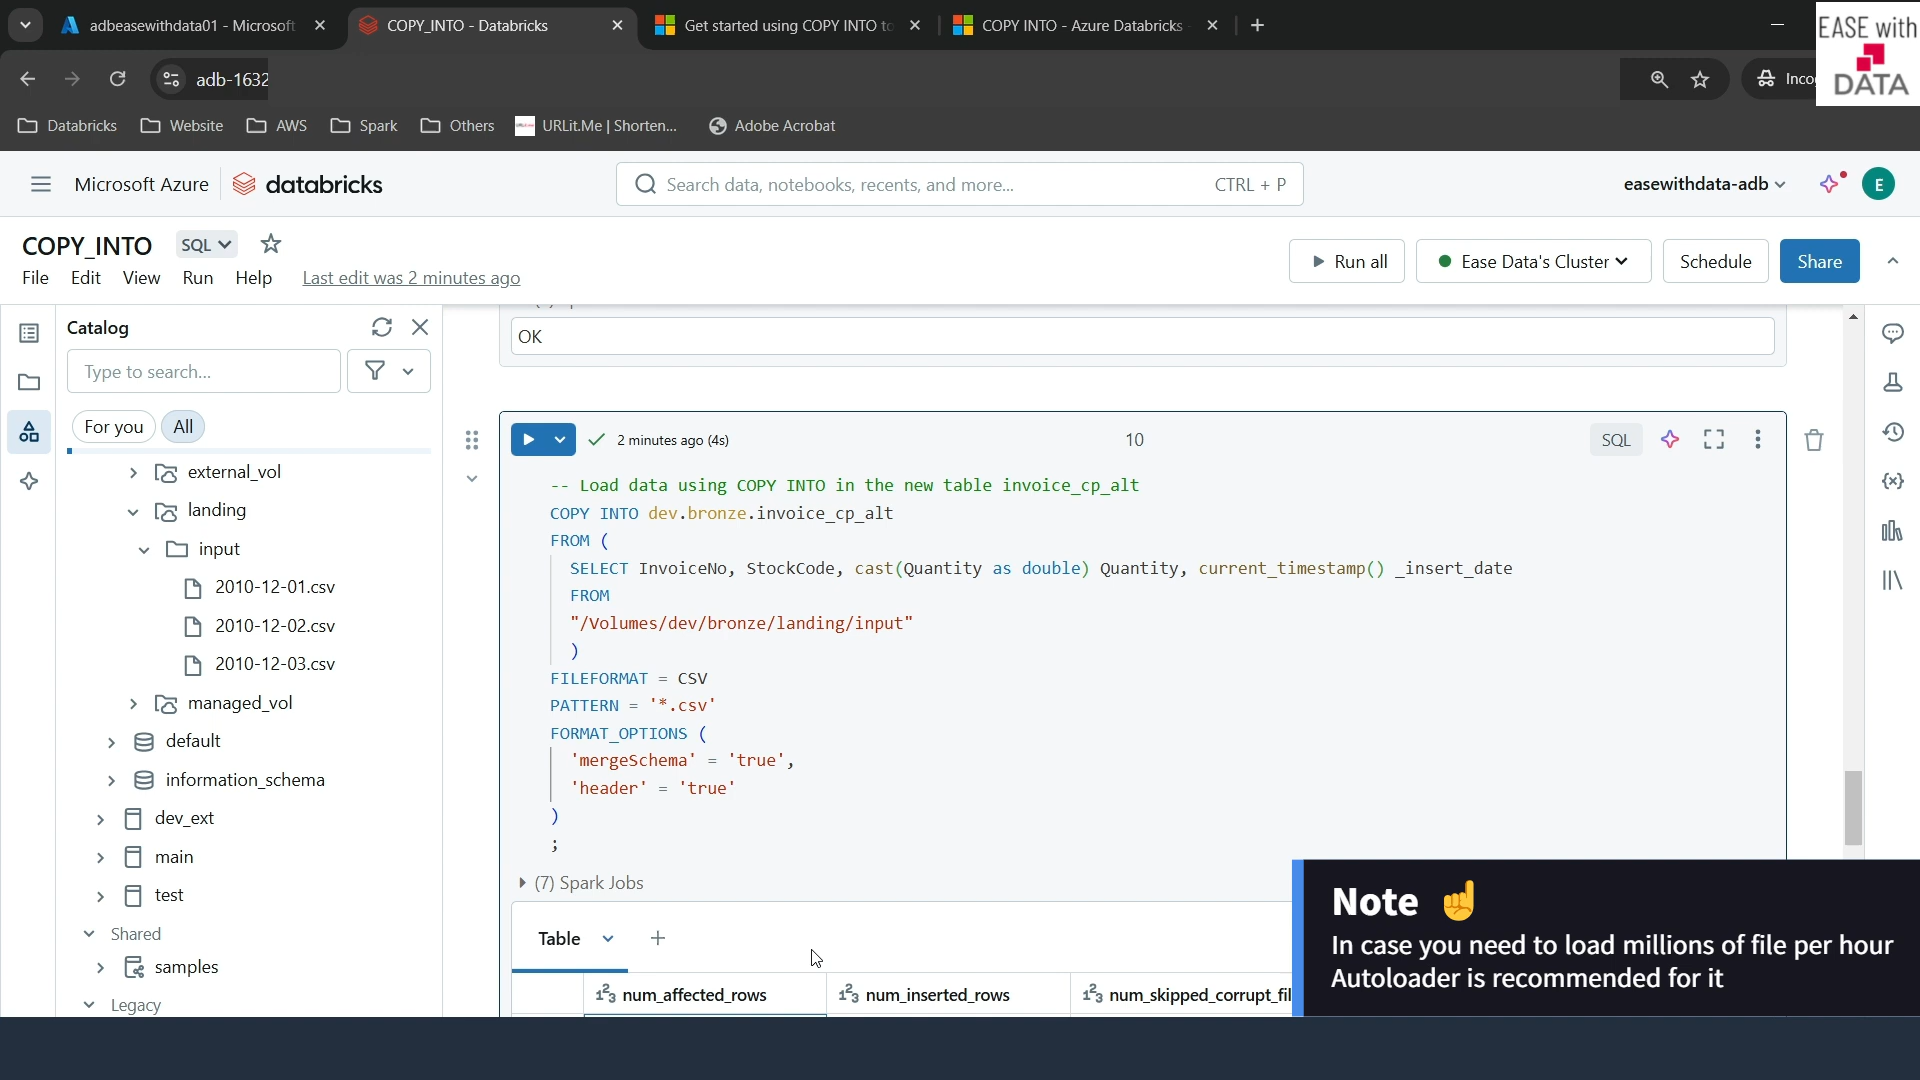 adbeasewithdata01 - Microsoft
COPY_INTO - Databricks
Get started using COPY INTO to
COPY INTO - Azure Databricks
EASE with
DATA
adb-1632
Databricks
Website
AWS
Spark
Others
URLit.Me | Shorten...
Adobe Acrobat
Microsoft Azure
databricks
Search data, notebooks, recents, and more...
CTRL + P
easewithdata-adb
E
COPY_INTO
SQL
File
Edit
View
Run
Help
Last edit was 2 minutes ago
Run all
Ease Data's Cluster
Schedule
Share
Catalog
Type to search...
For you
All
external_vol
landing
input
2010-12-01.csv
2010-12-02.csv
2010-12-03.csv
managed_vol
default
information_schema
dev_ext
main
test
Shared
samples
Legacy
OK
2 minutes ago (4s)
10
SQL
-- Load data using COPY INTO in the new table invoice_cp_alt
COPY INTO dev.bronze.invoice_cp_alt
FROM (
SELECT InvoiceNo, StockCode, cast(Quantity as double) Quantity, current_timestamp() _insert_date
FROM
"/Volumes/dev/bronze/landing/input"
)
FILEFORMAT = CSV
PATTERN = '*.csv'
FORMAT_OPTIONS (
'mergeSchema' = 'true',
'header' = 'true'
)
;
(7) Spark Jobs
Table
num_affected_rows
num_inserted_rows
num_skipped_corrupt_fil
Note ☝
In case you need to load millions of file per hour
Autoloader is recommended for it